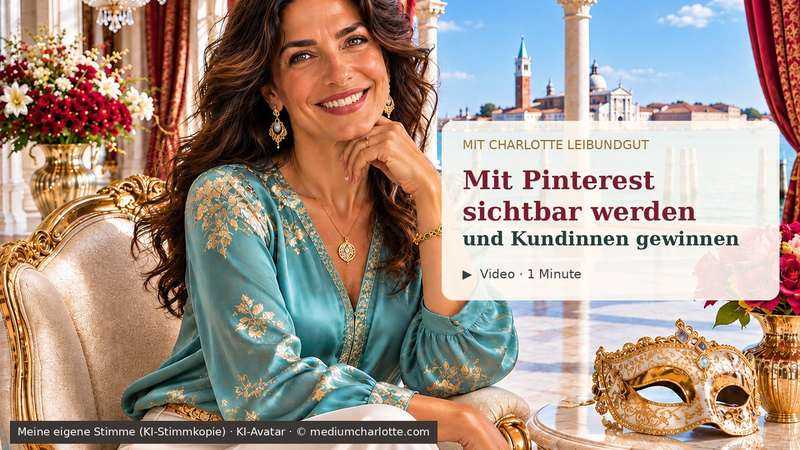 MIT CHARLOTTE LEIBUNDGUT
Mit Pinterest
sichtbar werden
und Kundinnen gewinnen
▶ Video · 1 Minute
Meine eigene Stimme (KI-Stimmkopie) · KI-Avatar · © mediumcharlotte.com